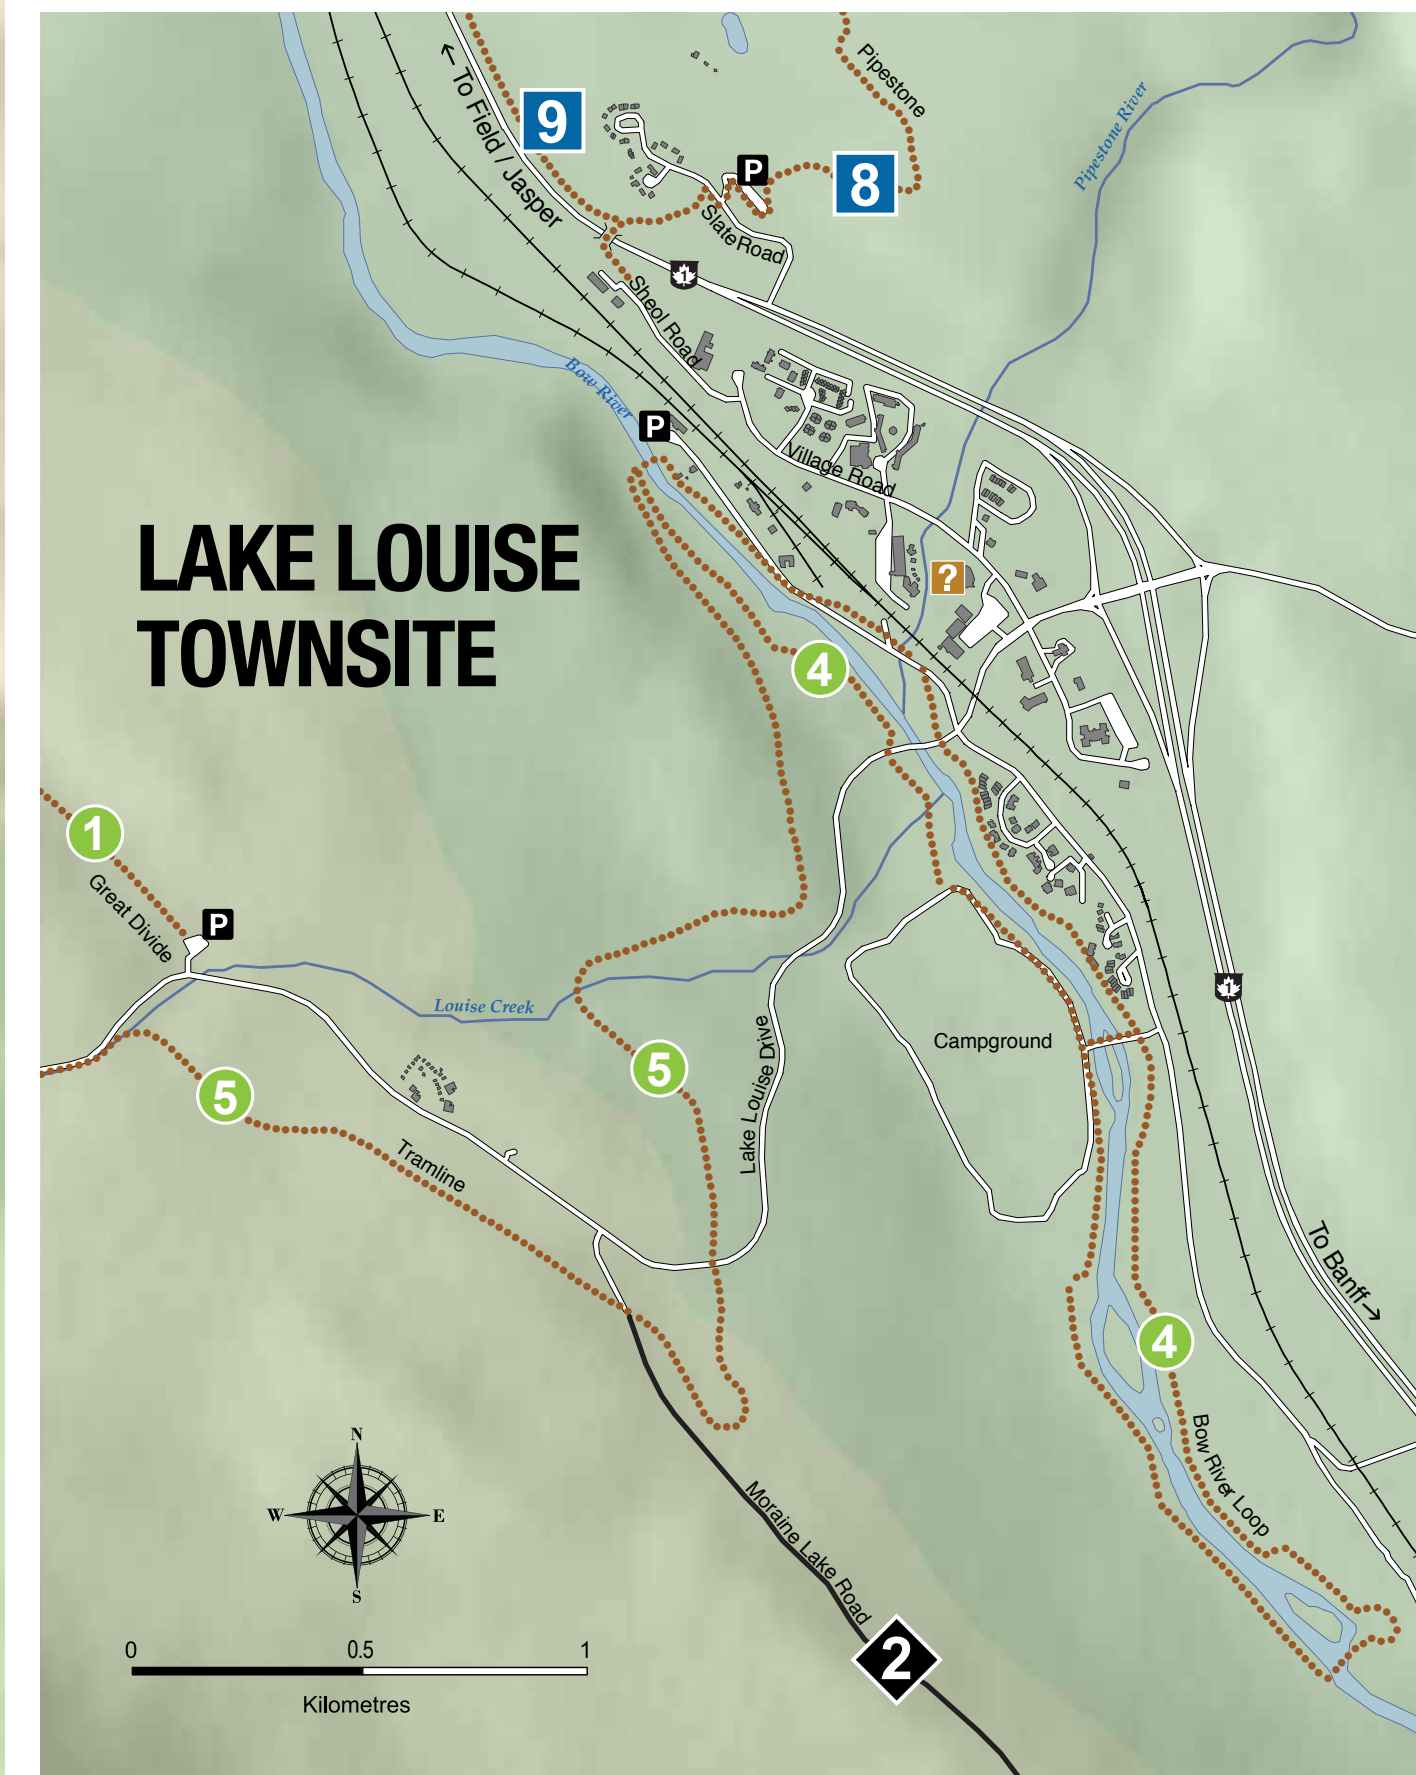 Pipestone
← To Field / Jasper
9
Pipestone River
P
8
Slate Road
1
Sheol Road
Bow River
P
Village Road
LAKE LOUISE
TOWNSITE
?
4
1
Great Divide
P
Louise Creek
1
Campground
Lake Louise Drive
5
5
Tramline
To Banff →
4
Bow River Loop
N
W
E
S
Moraine Lake Road
2
0 0.5 1
Kilometres